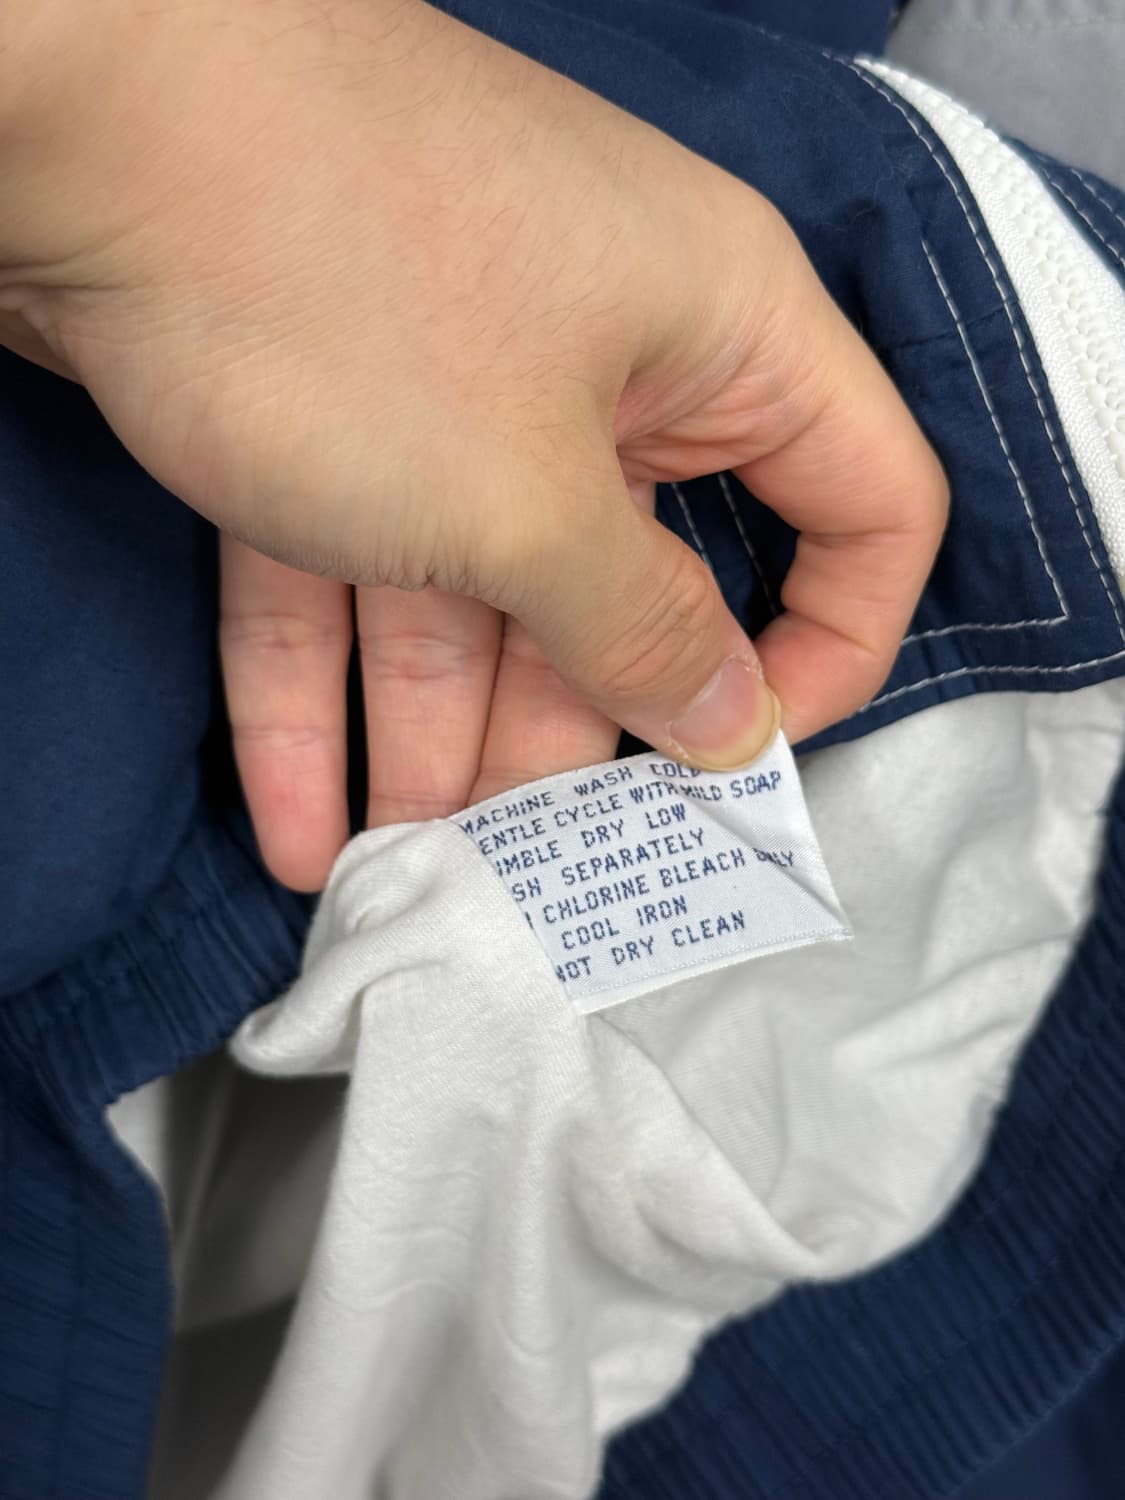 MACHINE WASH COLD
ENTLE CYCLE WITH MILD SOAP
MBLE DRY LOW
SH SEPARATELY
CHLORINE BLEACH ONLY
COOL IRON
NOT DRY CLEAN